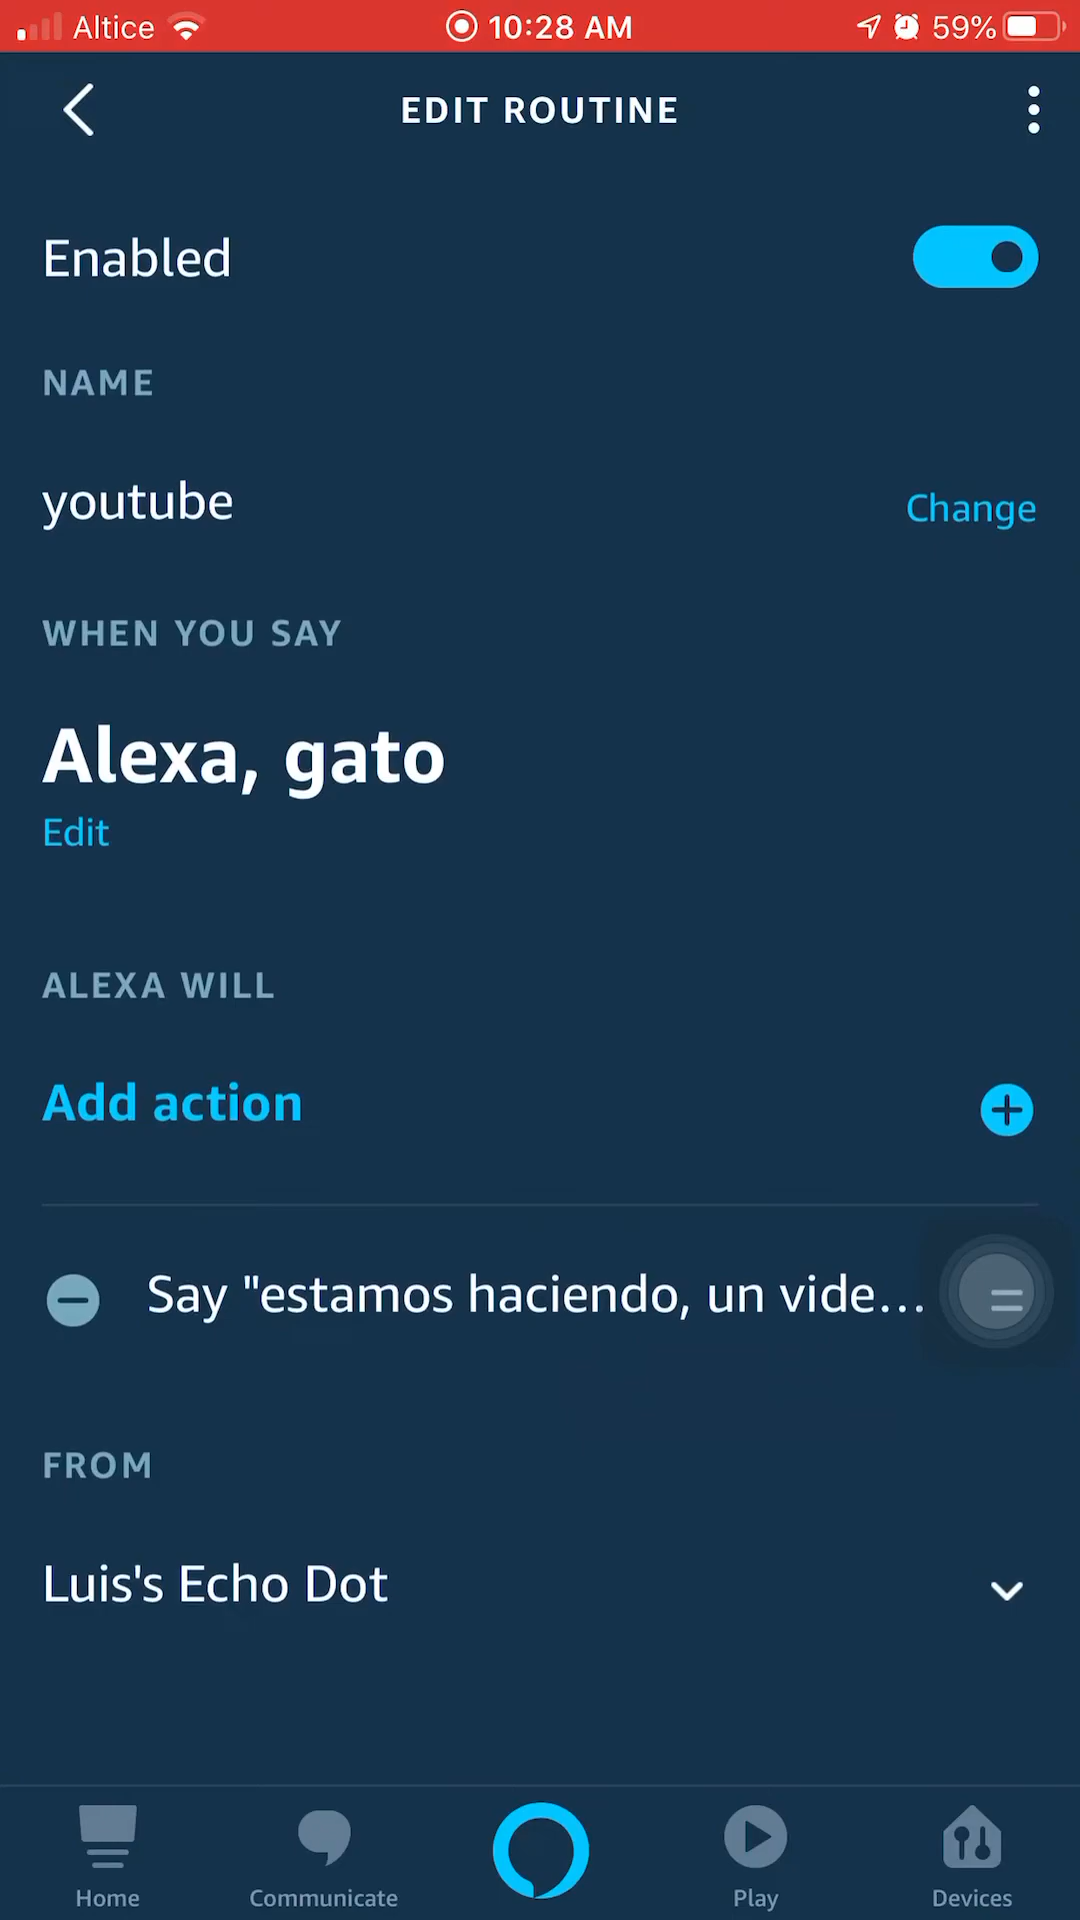 Altice 10:28 AM 59%
EDIT ROUTINE
Enabled
NAME
youtube
Change
WHEN YOU SAY
Alexa, gato
Edit
ALEXA WILL
Add action
Say "estamos haciendo, un vide...
FROM
Luis's Echo Dot
Home Communicate Play Devices